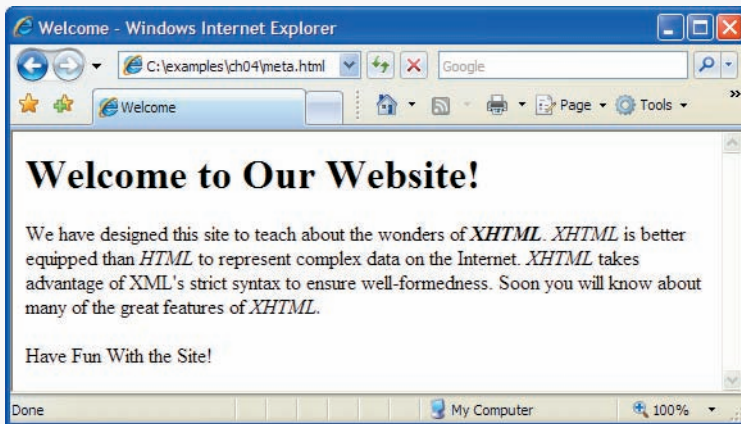 Welcome - Windows Internet Explorer
C:\examples\ch04\meta.html
Google
Welcome
Page
Tools
»
Welcome to Our Website!
We have designed this site to teach about the wonders of XHTML. XHTML is better
equipped than HTML to represent complex data on the Internet. XHTML takes
advantage of XML's strict syntax to ensure well-formedness. Soon you will know about
many of the great features of XHTML.
Have Fun With the Site!
Done
My Computer
100%